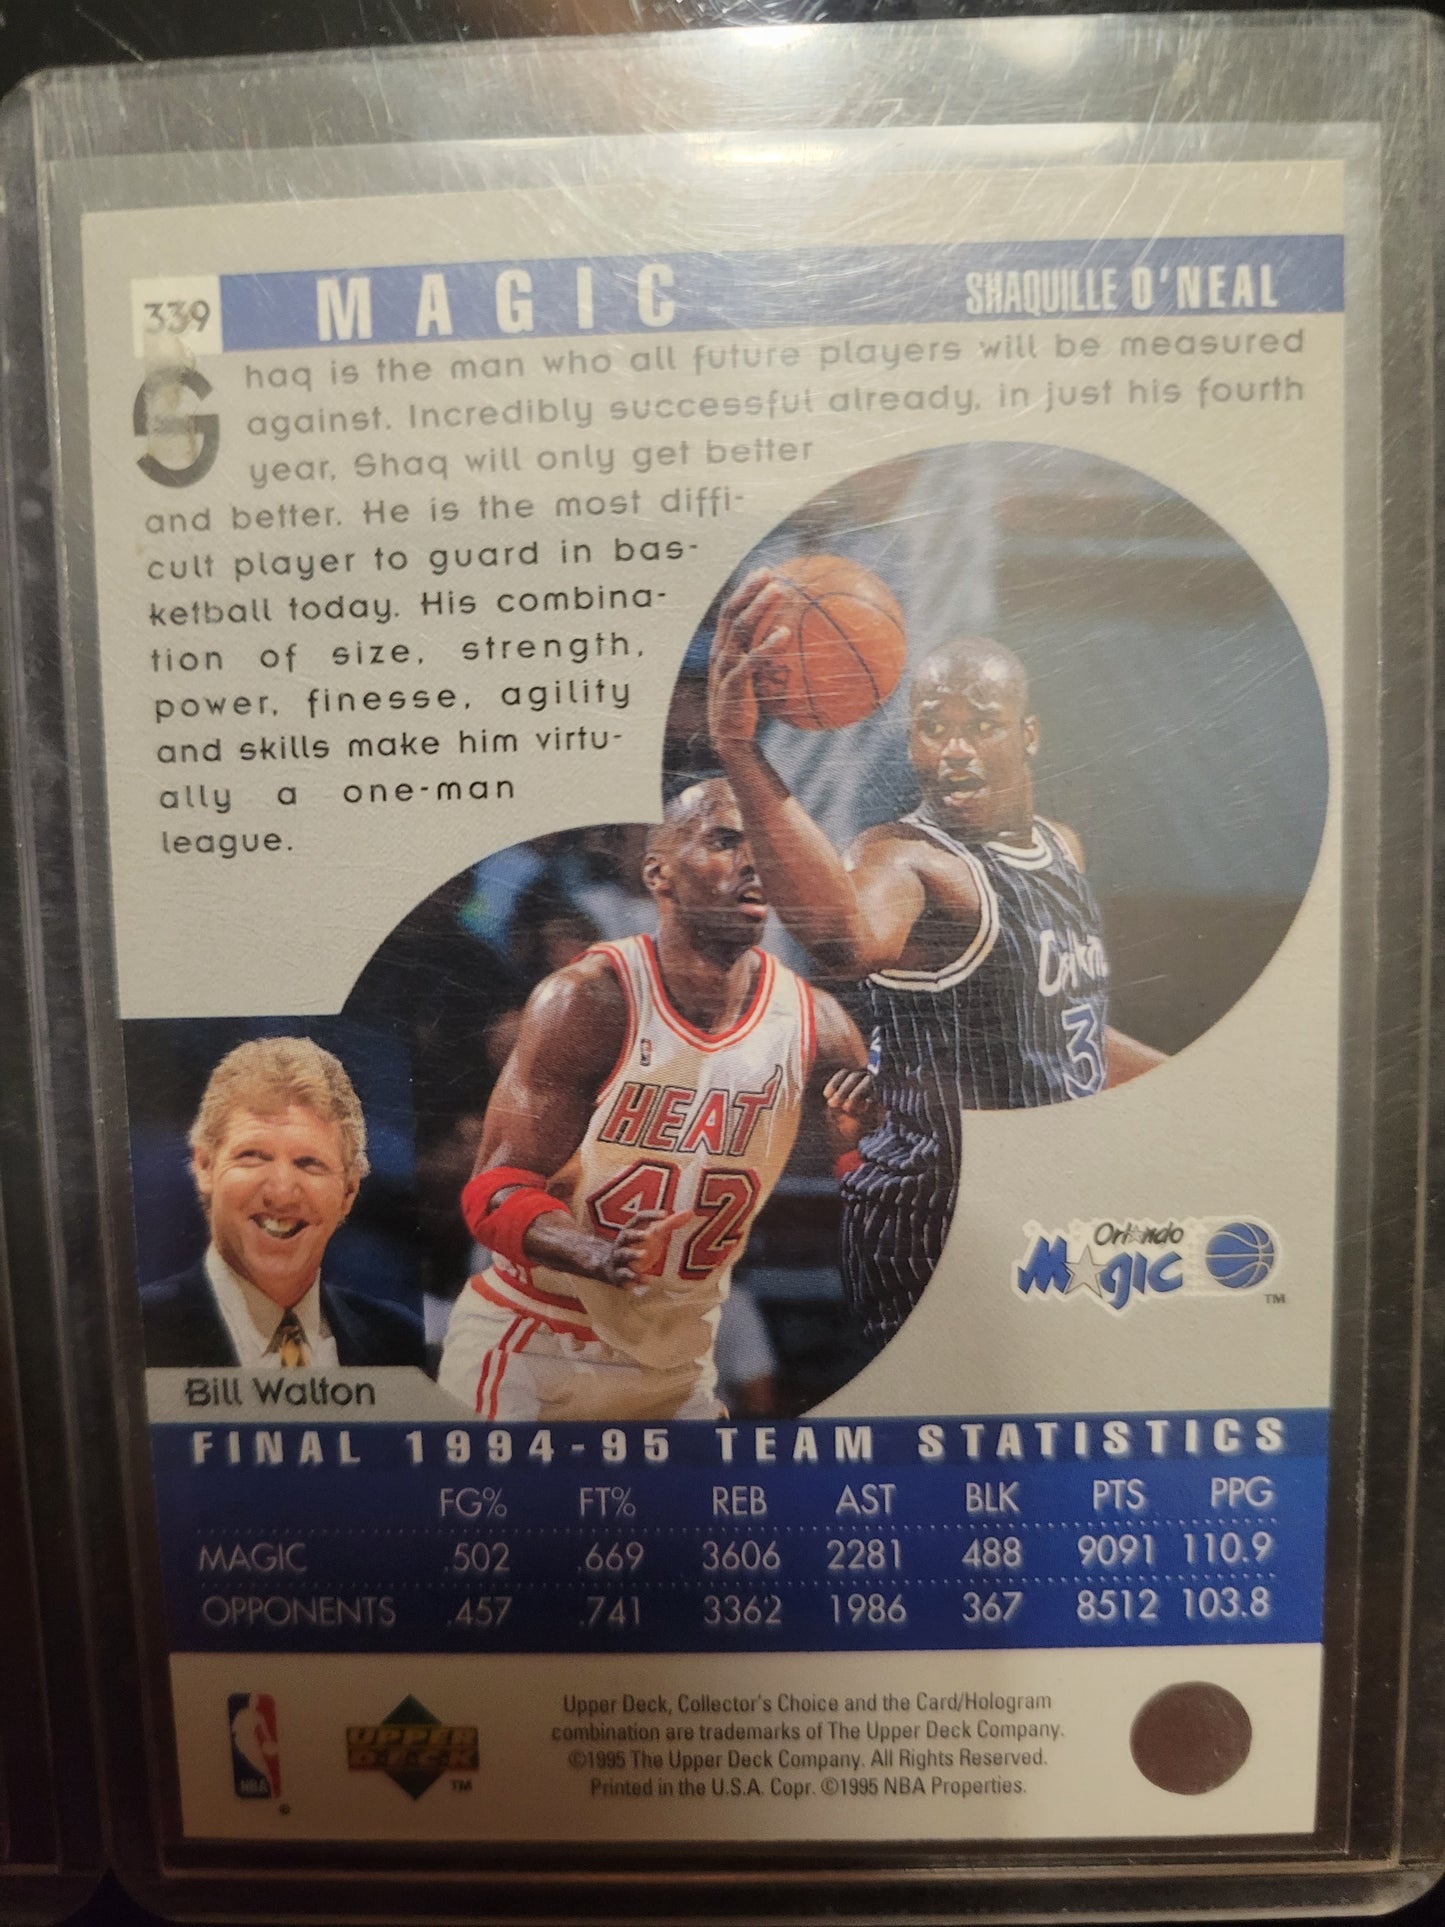 339 MAGIC SHAQUILLE O'NEAL
Shaq is the man who all future players will be measured
against. Incredibly successful already, in just his fourth
year, Shaq will only get better
and better. He is the most diffi-
cult player to guard in bas-
ketball today. His combina-
tion of size, strength,
power, finesse, agility
and skills make him virtu-
ally a one-man
league.
HEAT
42
3
Orlando
Magic
TM
Bill Walton
FINAL 1994-95 TEAM STATISTICS
FG% FT% REB AST BLK PTS PPG
MAGIC .502 .669 3606 2281 488 9091 110.9
OPPONENTS .457 .741 3362 1986 367 8512 103.8
NBA
®
UPPER
DECK
TM
Upper Deck, Collector's Choice and the Card/Hologram
combination are trademarks of The Upper Deck Company.
©1995 The Upper Deck Company. All Rights Reserved.
Printed in the U.S.A. Copr. ©1995 NBA Properties.